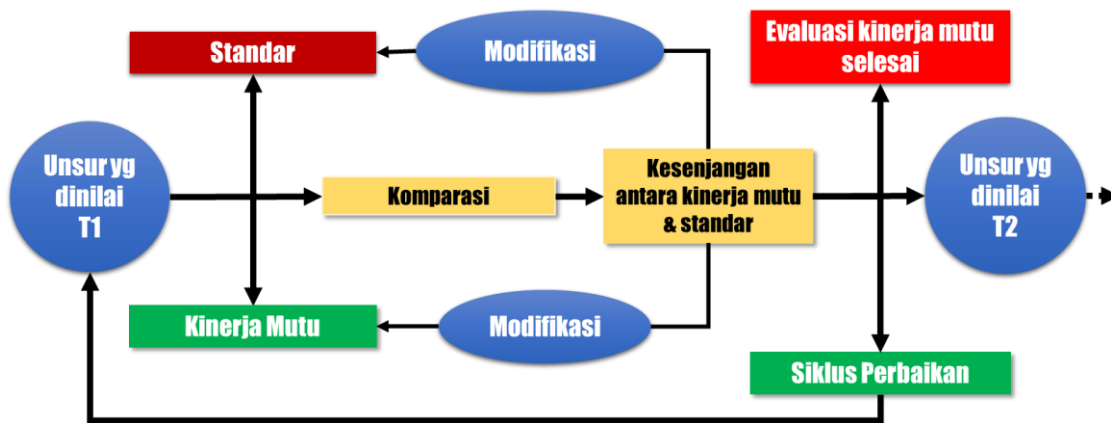 Standar
Modifikasi
Evaluasi kinerja mutu
selesai
Unsur yg
dinilai
T1
Komparasi
Kesenjangan
antara kinerja mutu
& standar
Unsur yg
dinilai
T2
Kinerja Mutu
Modifikasi
Siklus Perbaikan